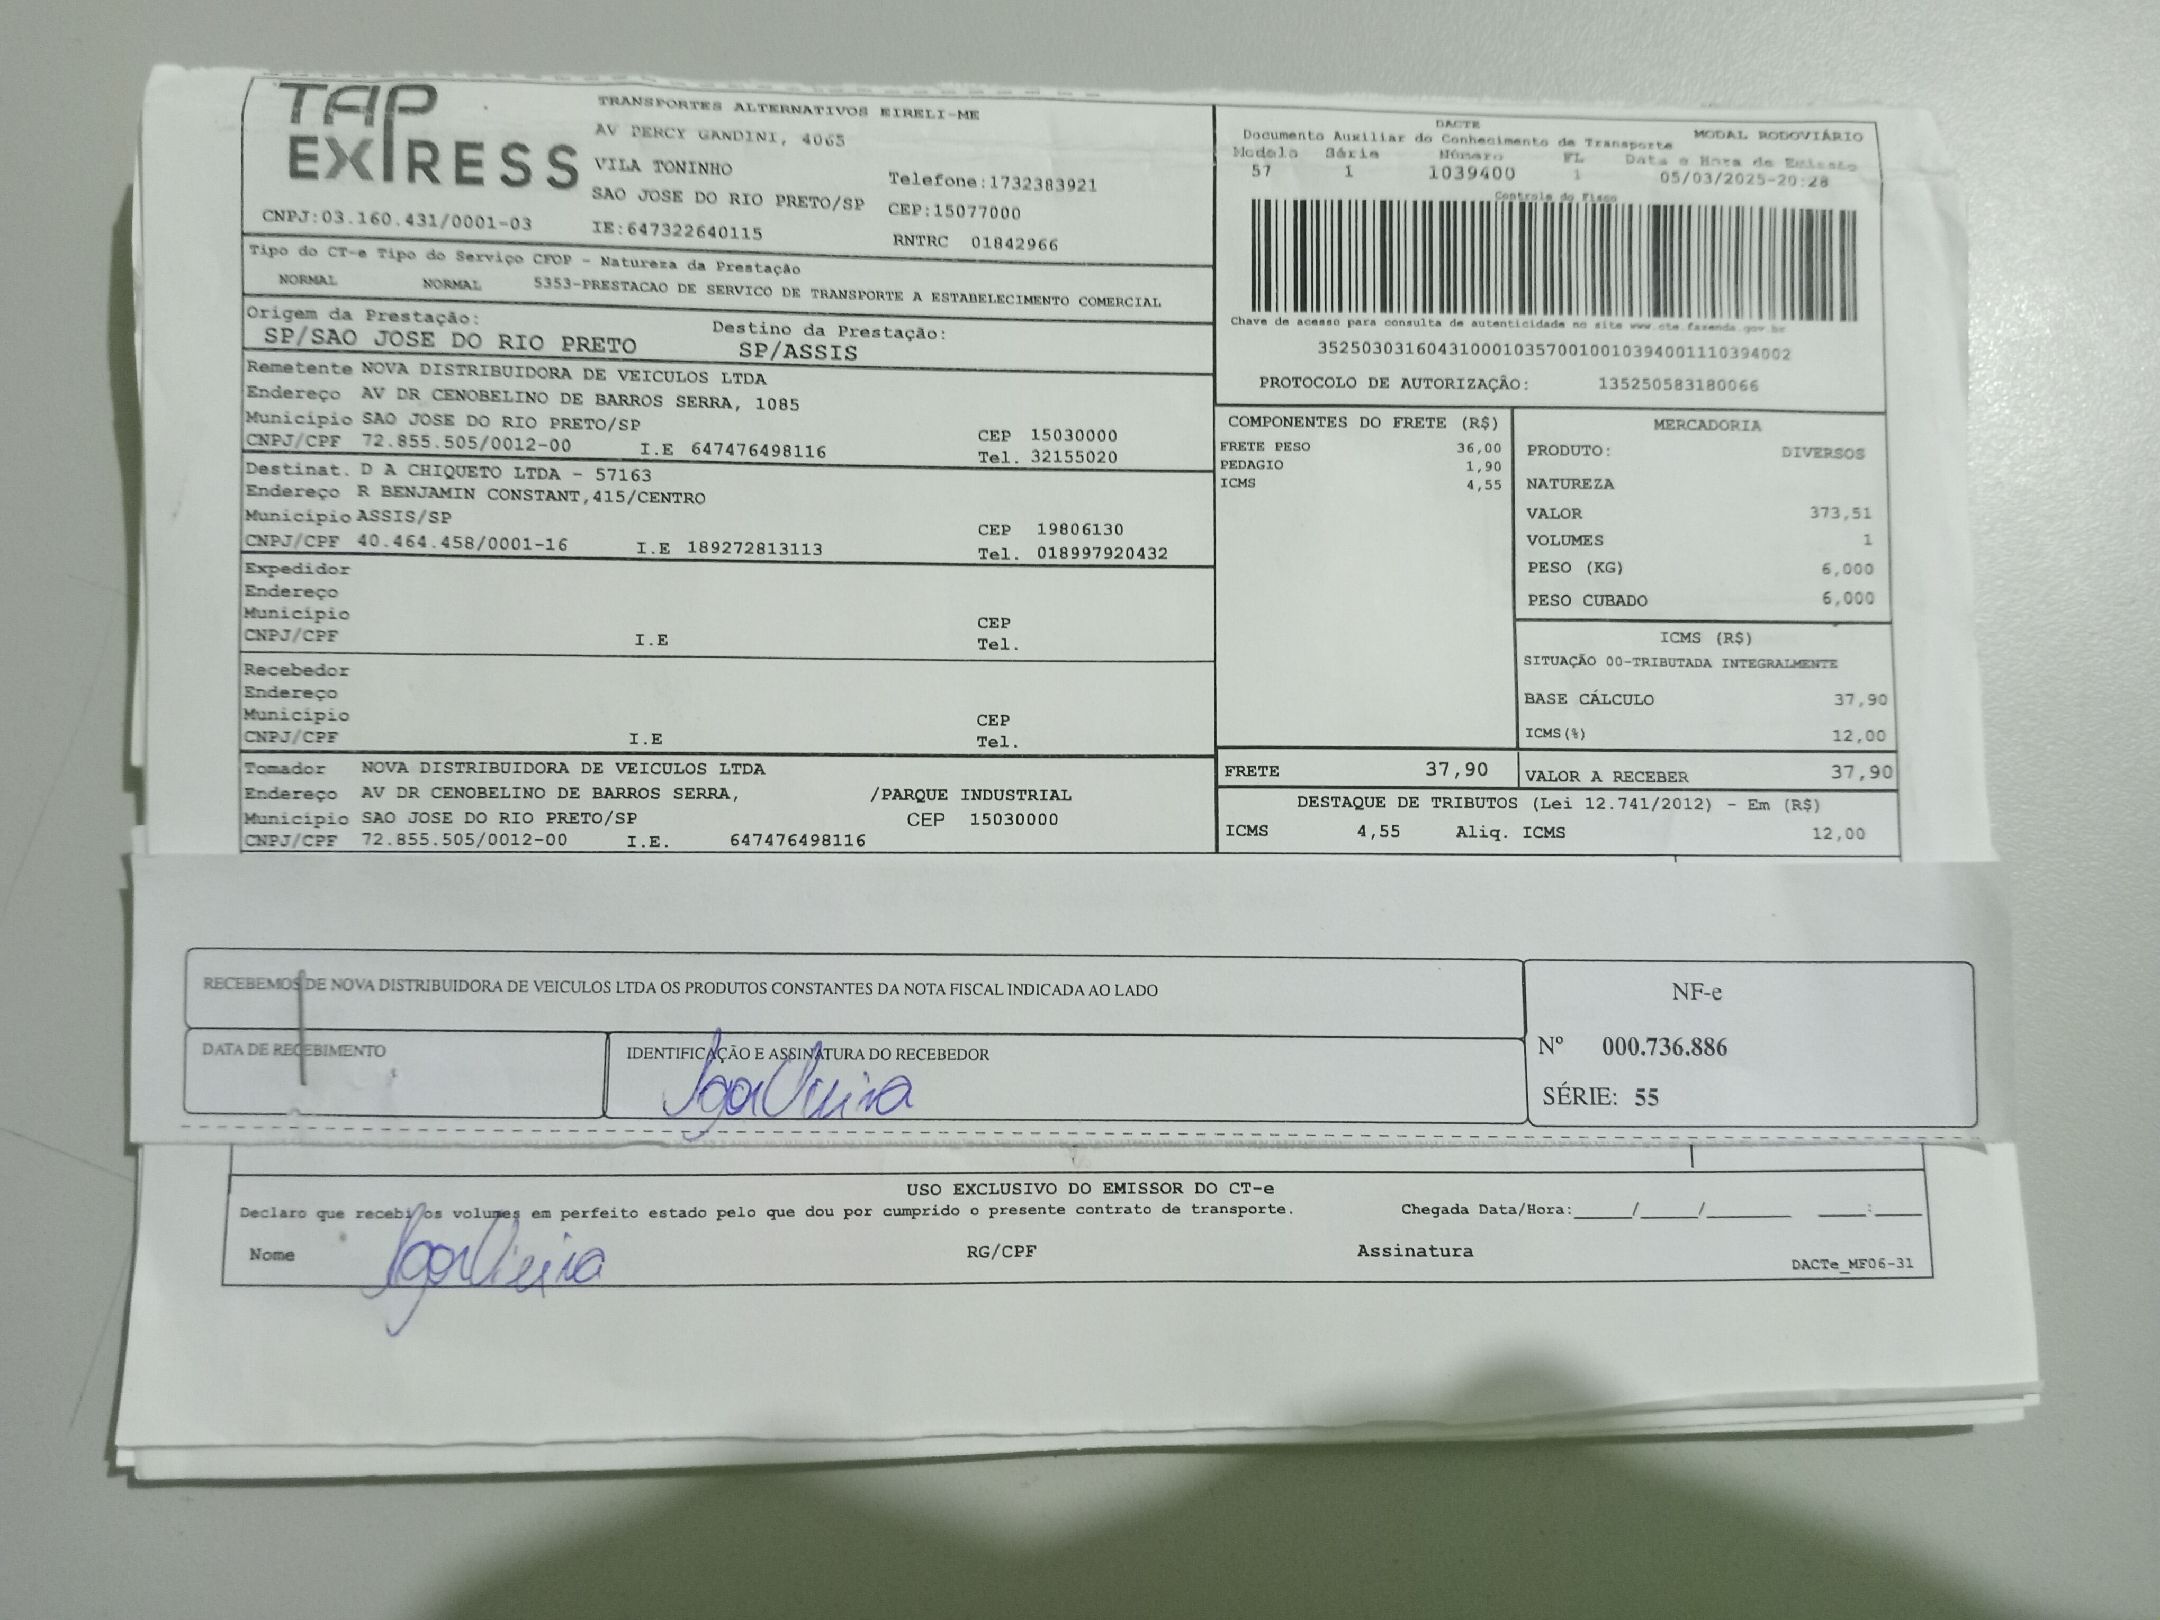 TAP EXPRESS
TRANSPORTES ALTERNATIVOS EIRELI-ME
AV PERCY GANDINI, 4065
VILA TONINHO
Telefone:1732383921
SAO JOSE DO RIO PRETO/SP CEP:15077000
CNPJ:03.160.431/0001-03 IE:647322640115 RNTRC 01842966
Tipo do CT-e Tipo do Serviço CFOP - Natureza da Prestação
NORMAL NORMAL 5353-PRESTACAO DE SERVICO DE TRANSPORTE A ESTABELECIMENTO COMERCIAL
Origem da Prestação: Destino da Prestação:
SP/SAO JOSE DO RIO PRETO SP/ASSIS
Remetente NOVA DISTRIBUIDORA DE VEICULOS LTDA
Endereço AV DR CENOBELINO DE BARROS SERRA, 1085
Município SAO JOSE DO RIO PRETO/SP CEP 15030000
CNPJ/CPF 72.855.505/0012-00 I.E 647476498116 Tel. 32155020
Destinat. D A CHIQUETO LTDA - 57163
Endereço R BENJAMIN CONSTANT,415/CENTRO
Município ASSIS/SP CEP 19806130
CNPJ/CPF 40.464.458/0001-16 I.E 189272813113 Tel. 018997920432
Expedidor
Endereço
Município CEP
CNPJ/CPF I.E Tel.
Recebedor
Endereço
Município CEP
CNPJ/CPF I.E Tel.
Tomador NOVA DISTRIBUIDORA DE VEICULOS LTDA
Endereço AV DR CENOBELINO DE BARROS SERRA, /PARQUE INDUSTRIAL
Município SAO JOSE DO RIO PRETO/SP CEP 15030000
CNPJ/CPF 72.855.505/0012-00 I.E. 647476498116
DACTE MODAL RODOVIÁRIO
Documento Auxiliar do Conhecimento de Transporte
Modelo Série Número FL Data e Hora de Emissão
57 1 1039400 1 05/03/2025-20:28
Controle do Fisco
Chave de acesso para consulta de autenticidade no site www.cte.fazenda.gov.br
35250303160431000103570010010394001110394002
PROTOCOLO DE AUTORIZAÇÃO: 135250583180066
COMPONENTES DO FRETE (R$)
FRETE PESO 36,00
PEDAGIO 1,90
ICMS 4,55
MERCADORIA
PRODUTO: DIVERSOS
NATUREZA
VALOR 373,51
VOLUMES 1
PESO (KG) 6,000
PESO CUBADO 6,000
ICMS (R$)
SITUAÇÃO 00-TRIBUTADA INTEGRALMENTE
BASE CÁLCULO 37,90
ICMS(%) 12,00
FRETE 37,90 VALOR A RECEBER 37,90
DESTAQUE DE TRIBUTOS (Lei 12.741/2012) - Em (R$)
ICMS 4,55 Aliq. ICMS 12,00
RECEBEMOS DE NOVA DISTRIBUIDORA DE VEICULOS LTDA OS PRODUTOS CONSTANTES DA NOTA FISCAL INDICADA AO LADO
DATA DE RECEBIMENTO IDENTIFICAÇÃO E ASSINATURA DO RECEBEDOR
NF-e
Nº 000.736.886
SÉRIE: 55
USO EXCLUSIVO DO EMISSOR DO CT-e
Declaro que recebi os volumes em perfeito estado pelo que dou por cumprido o presente contrato de transporte. Chegada Data/Hora:_____/_____/_______ ____:____
Nome RG/CPF Assinatura
DACTe_MF06-31